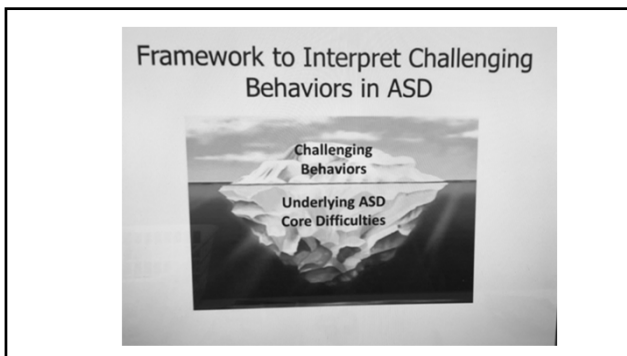 Framework to Interpret Challenging
Behaviors in ASD
Challenging
Behaviors
Underlying ASD
Core Difficulties